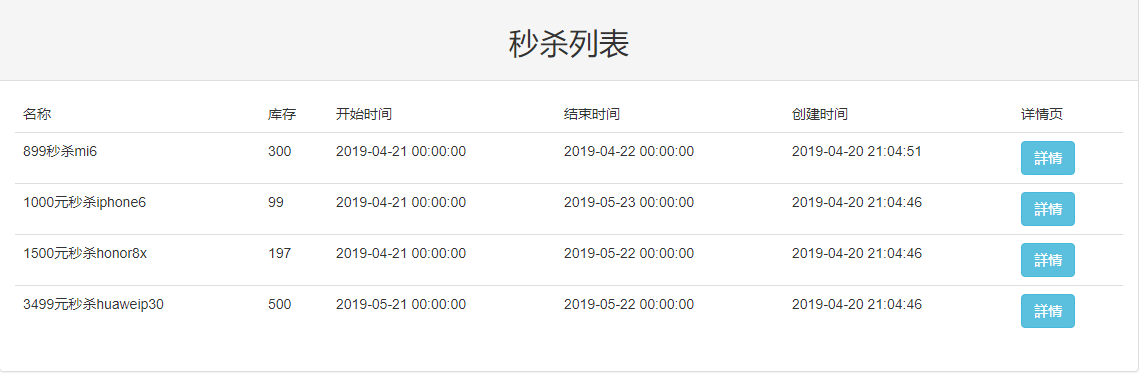 秒杀列表
名称 库存 开始时间 结束时间 创建时间 详情页
899秒杀mi6 300 2019-04-21 00:00:00 2019-04-22 00:00:00 2019-04-20 21:04:51 詳情
1000元秒杀iphone6 99 2019-04-21 00:00:00 2019-05-23 00:00:00 2019-04-20 21:04:46 詳情
1500元秒杀honor8x 197 2019-04-21 00:00:00 2019-05-22 00:00:00 2019-04-20 21:04:46 詳情
3499元秒杀huaweip30 500 2019-05-21 00:00:00 2019-05-22 00:00:00 2019-04-20 21:04:46 詳情